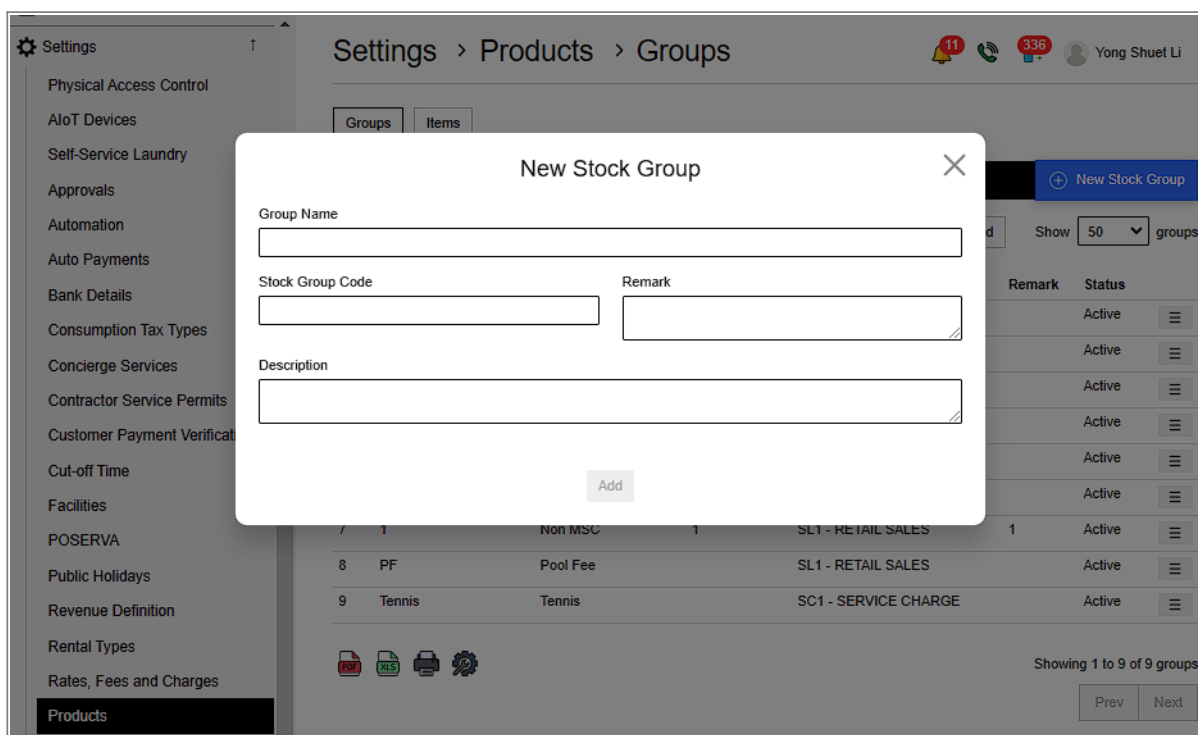 Settings ↑
Physical Access Control
AIoT Devices
Self-Service Laundry
Approvals
Automation
Auto Payments
Bank Details
Consumption Tax Types
Concierge Services
Contractor Service Permits
Customer Payment Verificati
Cut-off Time
Facilities
POSERVA
Public Holidays
Revenue Definition
Rental Types
Rates, Fees and Charges
Products
Settings > Products > Groups
11 336 Yong Shuet Li
Groups Items
New Stock Group
d Show 50 groups
Remark Status
Active
Active
Active
Active
Active
Active
New Stock Group
Group Name
Stock Group Code Remark
Description
Add
7 1 Non MSC 1 SL1 - RETAIL SALES 1 Active
8 PF Pool Fee SL1 - RETAIL SALES Active
9 Tennis Tennis SC1 - SERVICE CHARGE Active
PDF XLS
Showing 1 to 9 of 9 groups
Prev Next